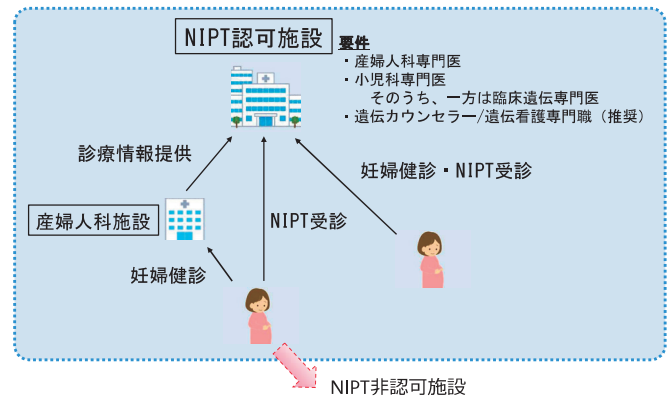 NIPT認可施設
要件
・産婦人科専門医
・小児科専門医
そのうち、一方は臨床遺伝専門医
・遺伝カウンセラー/遺伝看護専門職（推奨）
診療情報提供
妊婦健診・NIPT受診
産婦人科施設
NIPT受診
妊婦健診
NIPT非認可施設